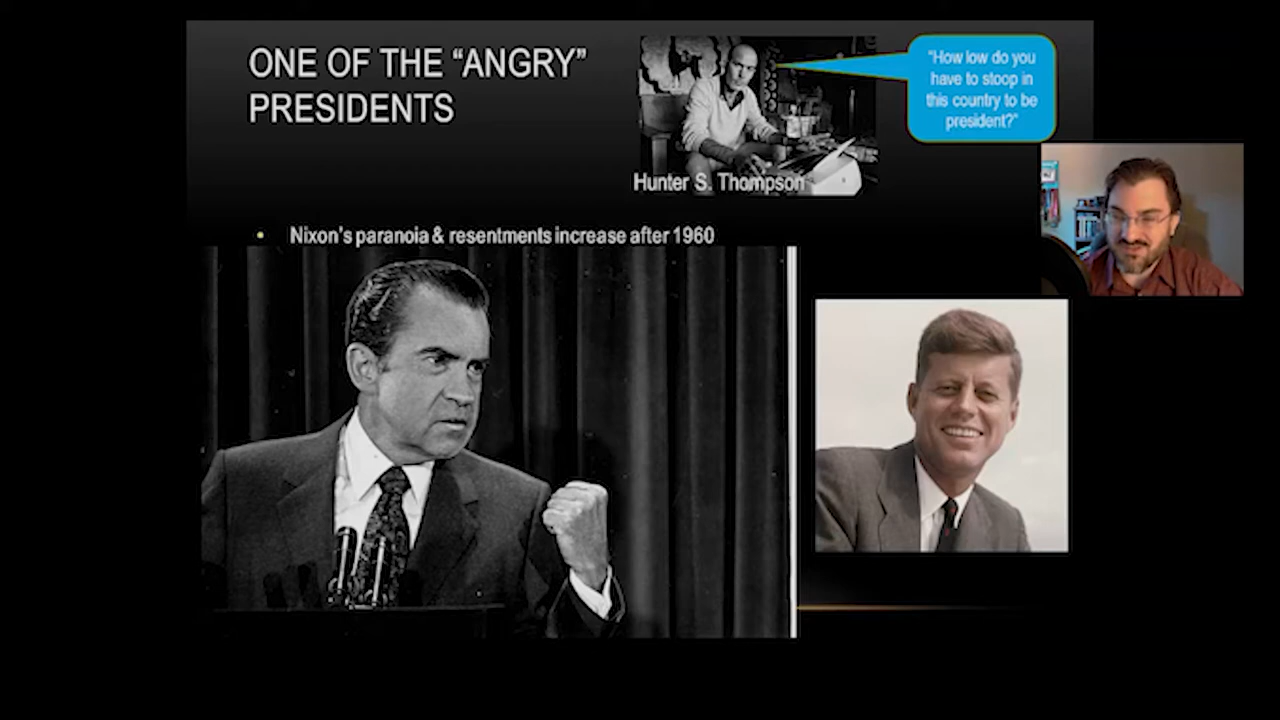 ONE OF THE “ANGRY”
PRESIDENTS
“How low do you
have to stoop in
this country to be
president?”
Hunter S. Thompson
• Nixon’s paranoia & resentments increase after 1960